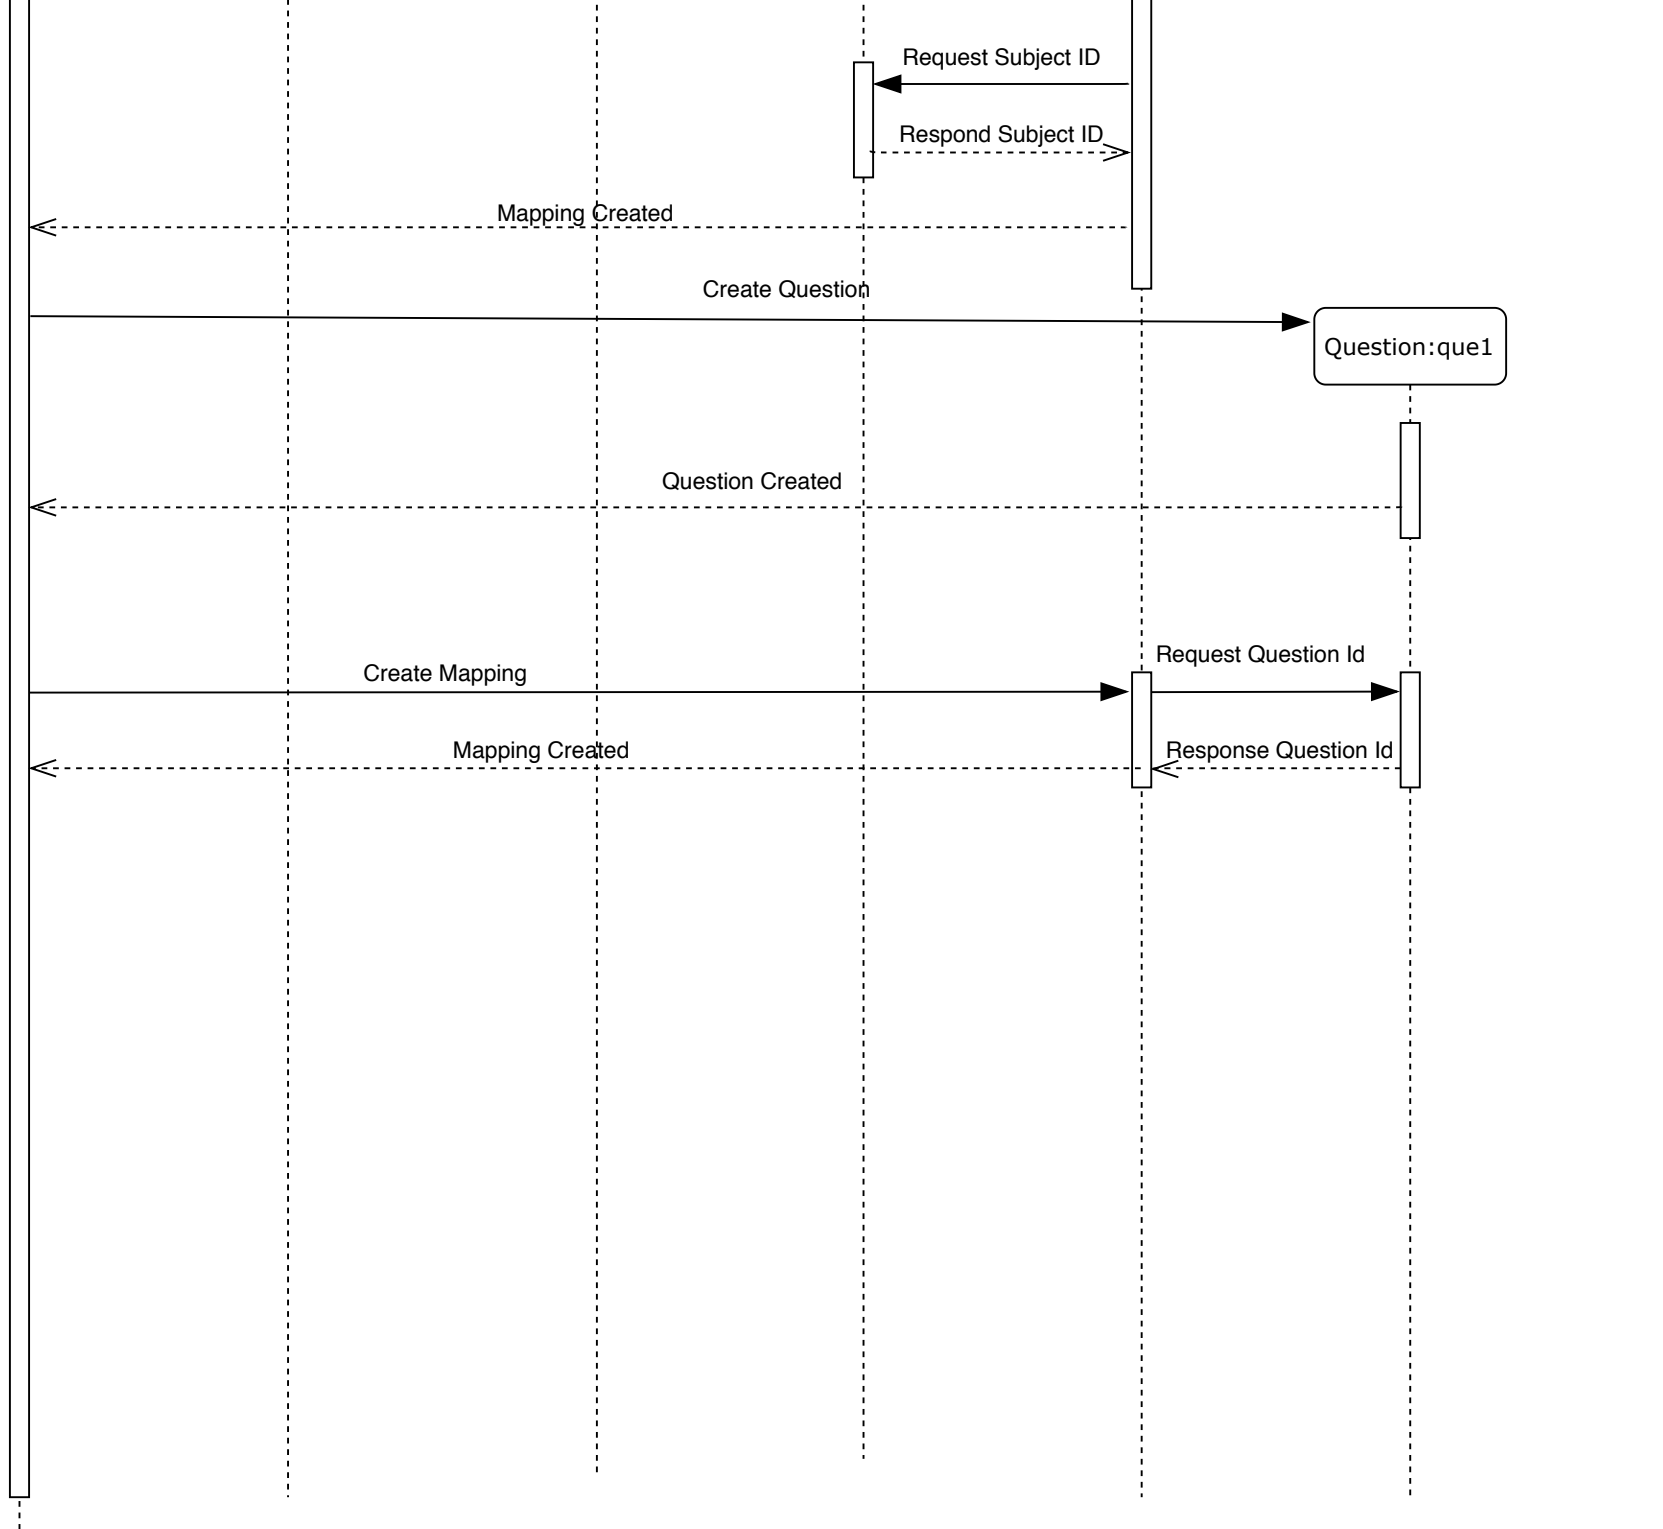 Request Subject ID
Respond Subject ID
Mapping Created
Create Question
Question:que1
Question Created
Request Question Id
Create Mapping
Mapping Created
Response Question Id